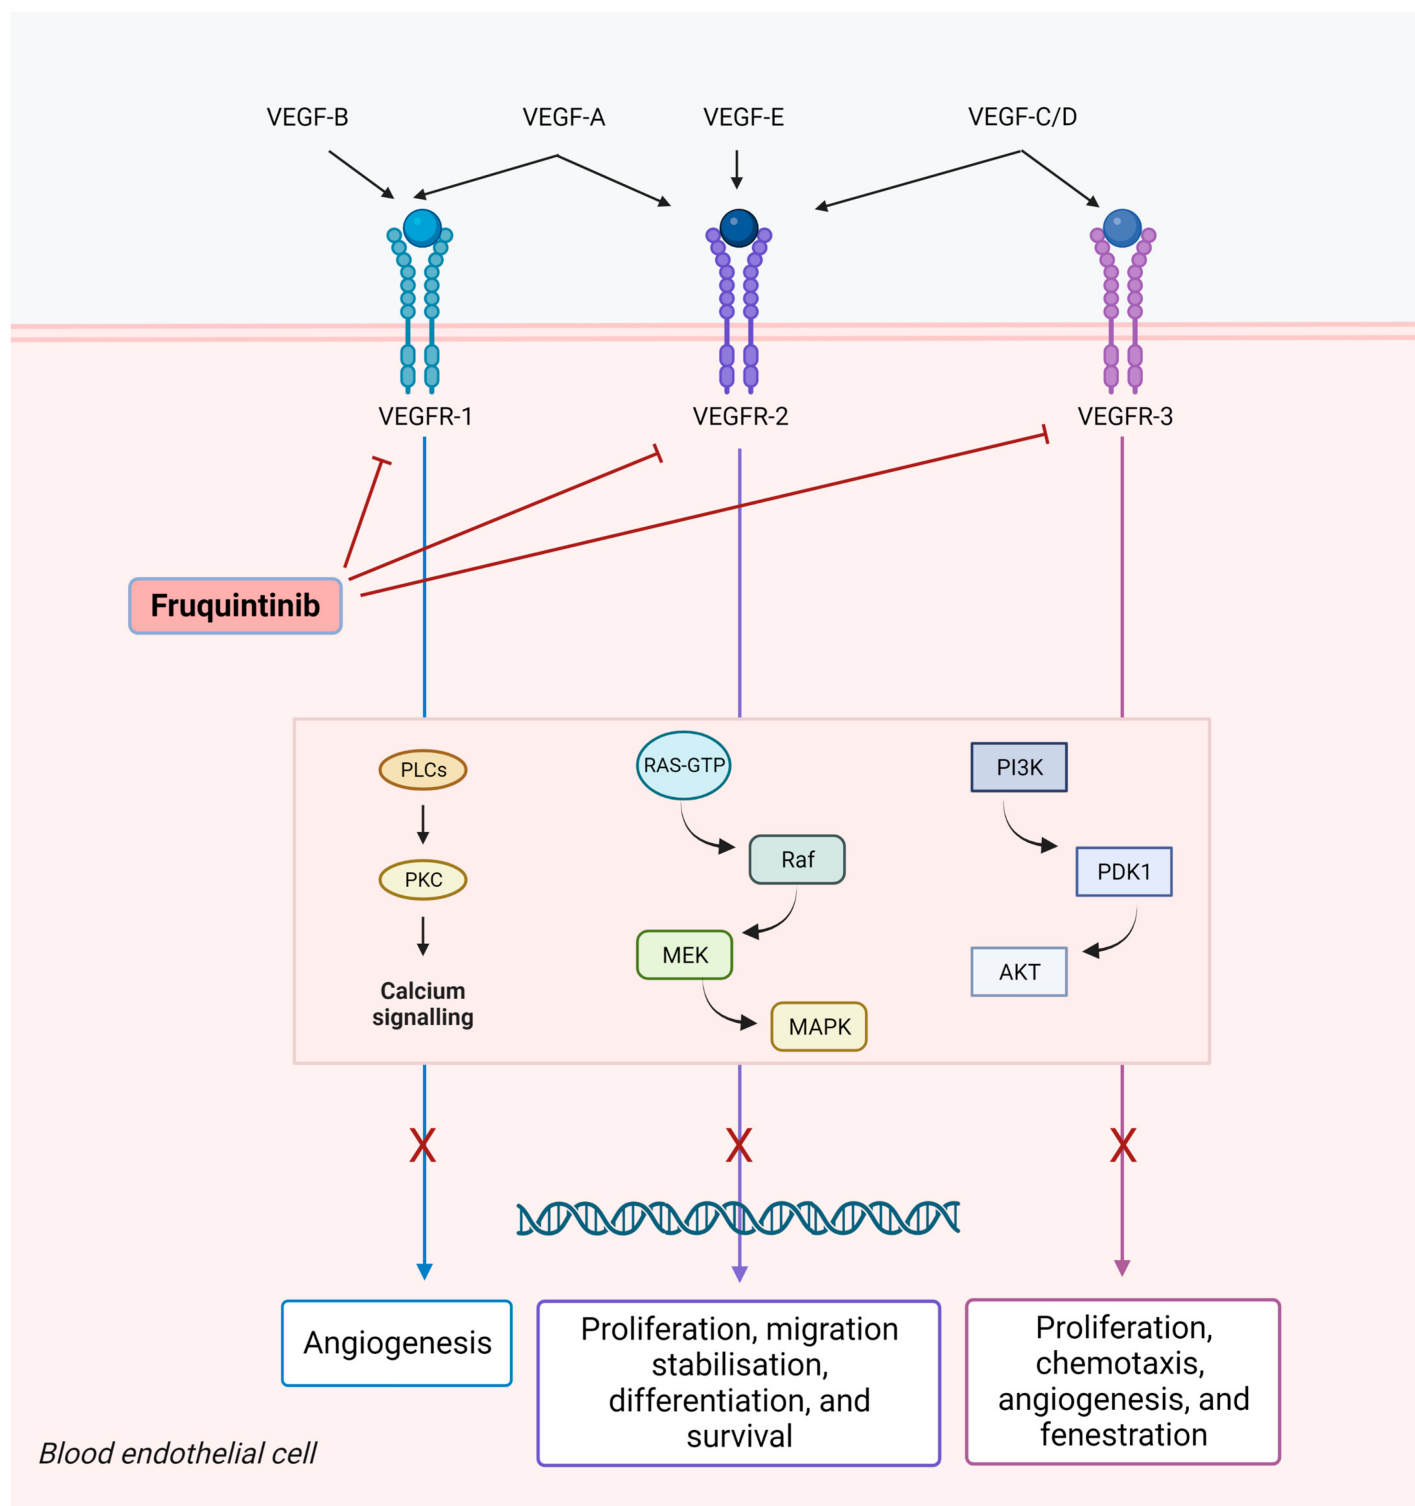 VEGF-B
VEGF-A
VEGF-E
VEGF-C/D
VEGFR-1
VEGFR-2
VEGFR-3
Fruquintinib
PLCs
PKC
Calcium
signalling
RAS-GTP
Raf
MEK
MAPK
PI3K
PDK1
AKT
X
X
X
Angiogenesis
Proliferation, migration
stabilisation,
differentiation, and
survival
Proliferation,
chemotaxis,
angiogenesis, and
fenestration
Blood endothelial cell